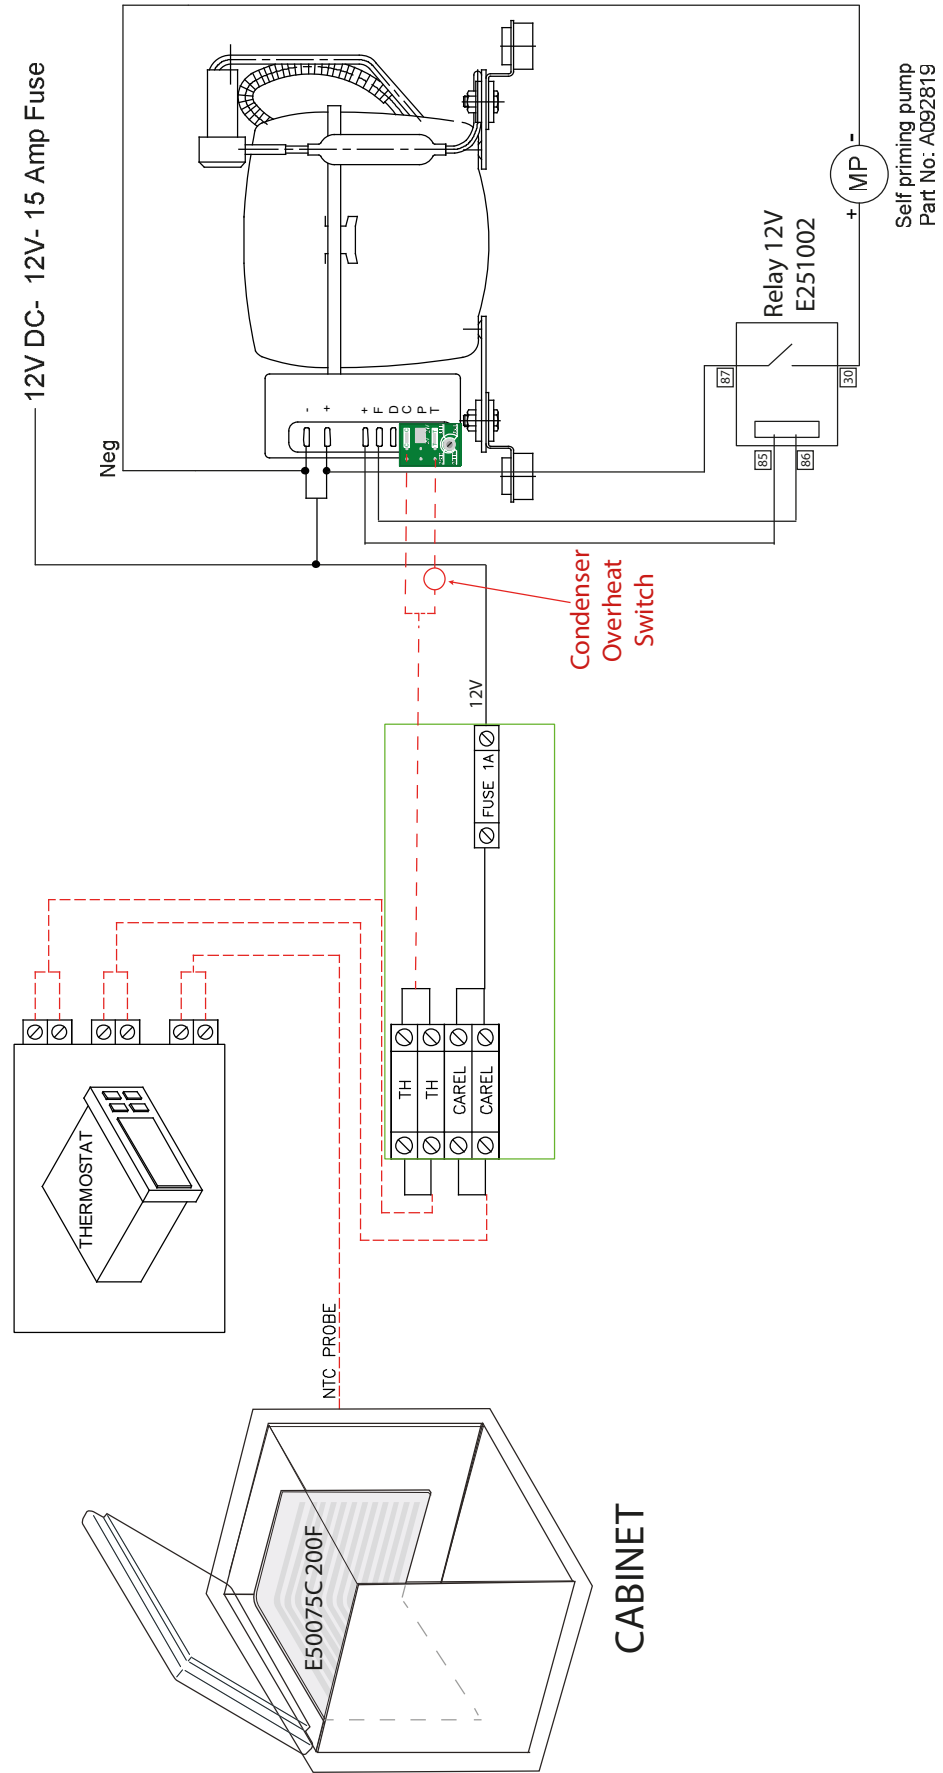 12V DC-  12V- 15 Amp Fuse
Neg
-
+
+
F
D
C
P
T
Relay 12V
E251002
87
30
85
86
+ MP -
Self priming pump
Part No: A092819
Condenser
Overheat
Switch
12V
FUSE 1A
TH
TH
CAREL
CAREL
THERMOSTAT
NTC PROBE
E50075C 200F
CABINET